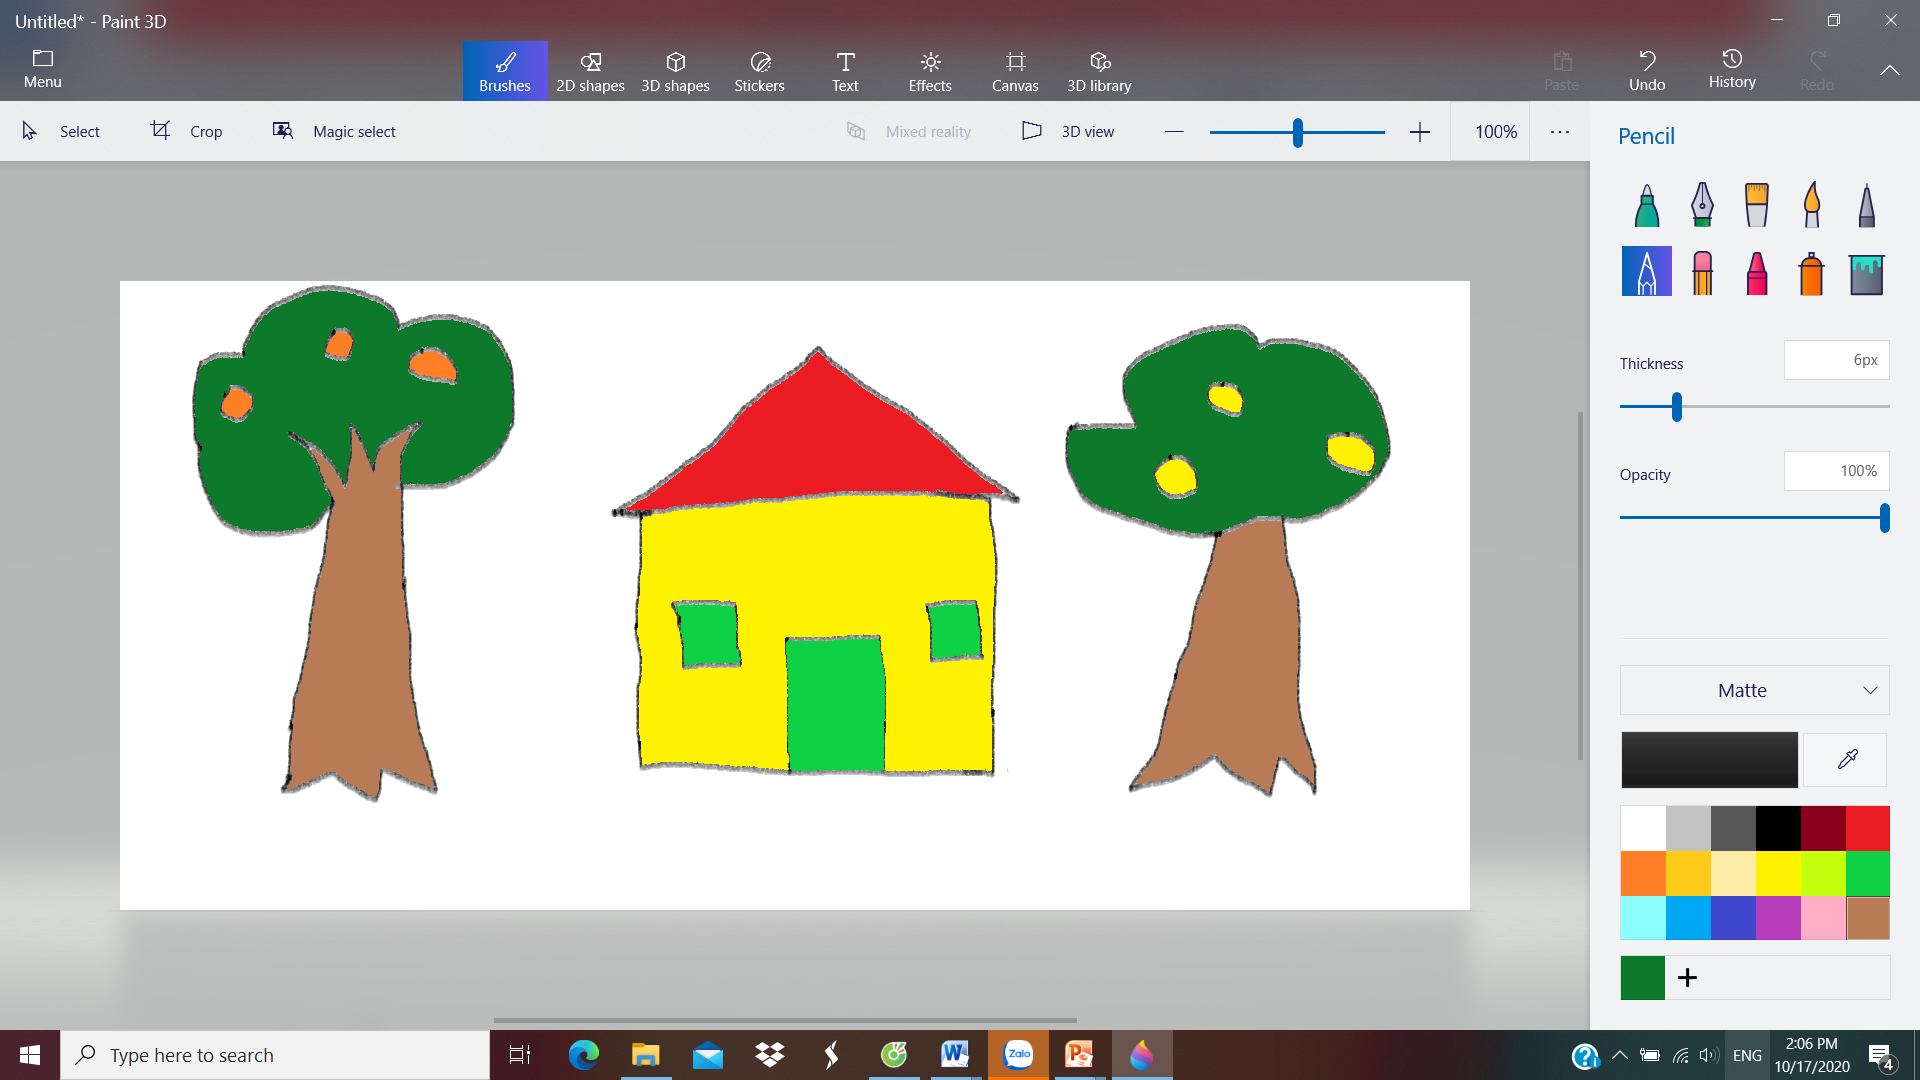 Untitled* - Paint 3D
Menu
Brushes
2D shapes
3D shapes
Stickers
Text
Effects
Canvas
3D library
Paste
Undo
History
Redo
Select
Crop
Magic select
Mixed reality
3D view
100%
Pencil
Thickness
6px
Opacity
100%
Matte
Type here to search
W
Zalo
P
ENG
2:06 PM
10/17/2020
4